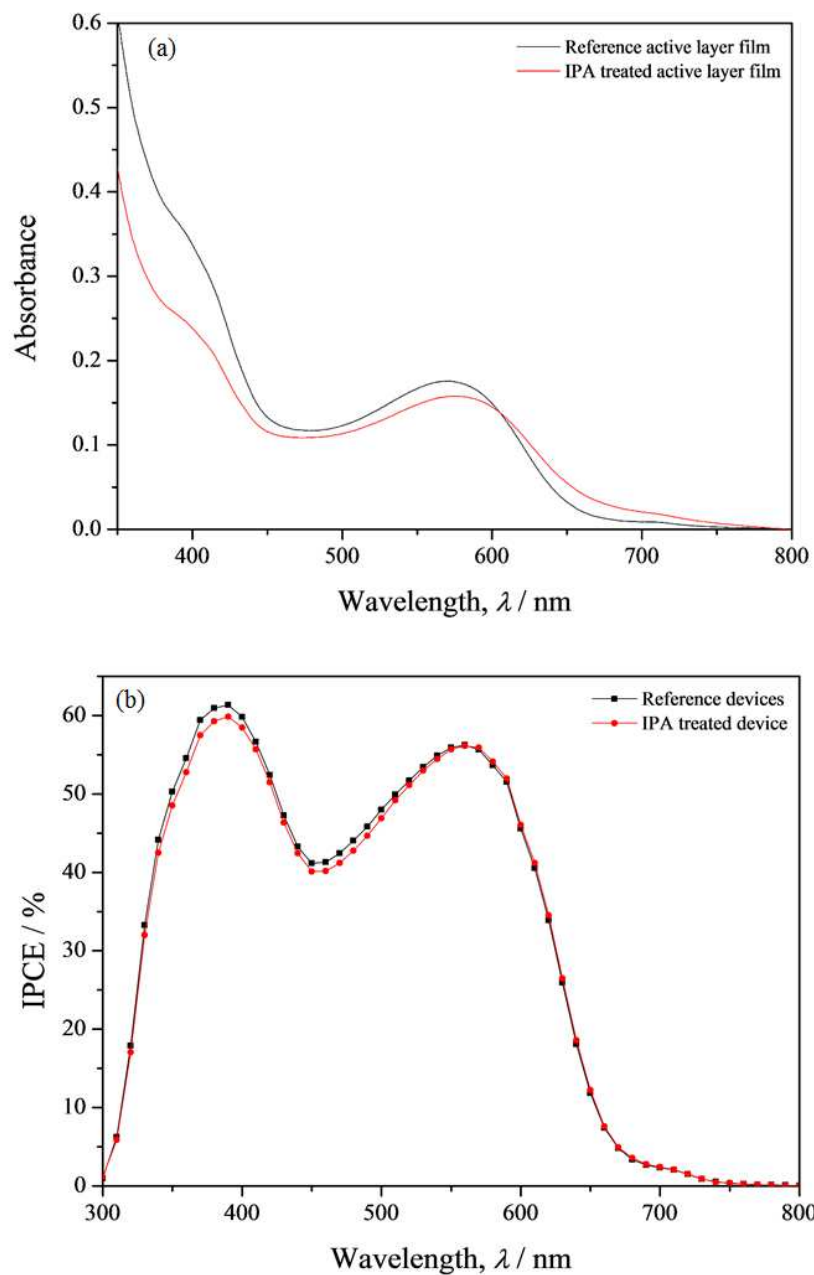 (a)
Reference active layer film
IPA treated active layer film
0.6
0.5
0.4
0.3
0.2
0.1
0.0
Absorbance
400 500 600 700 800
Wavelength, λ / nm
(b)
Reference devices
IPA treated device
60
50
40
30
20
10
0
IPCE / %
300 400 500 600 700 800
Wavelength, λ / nm